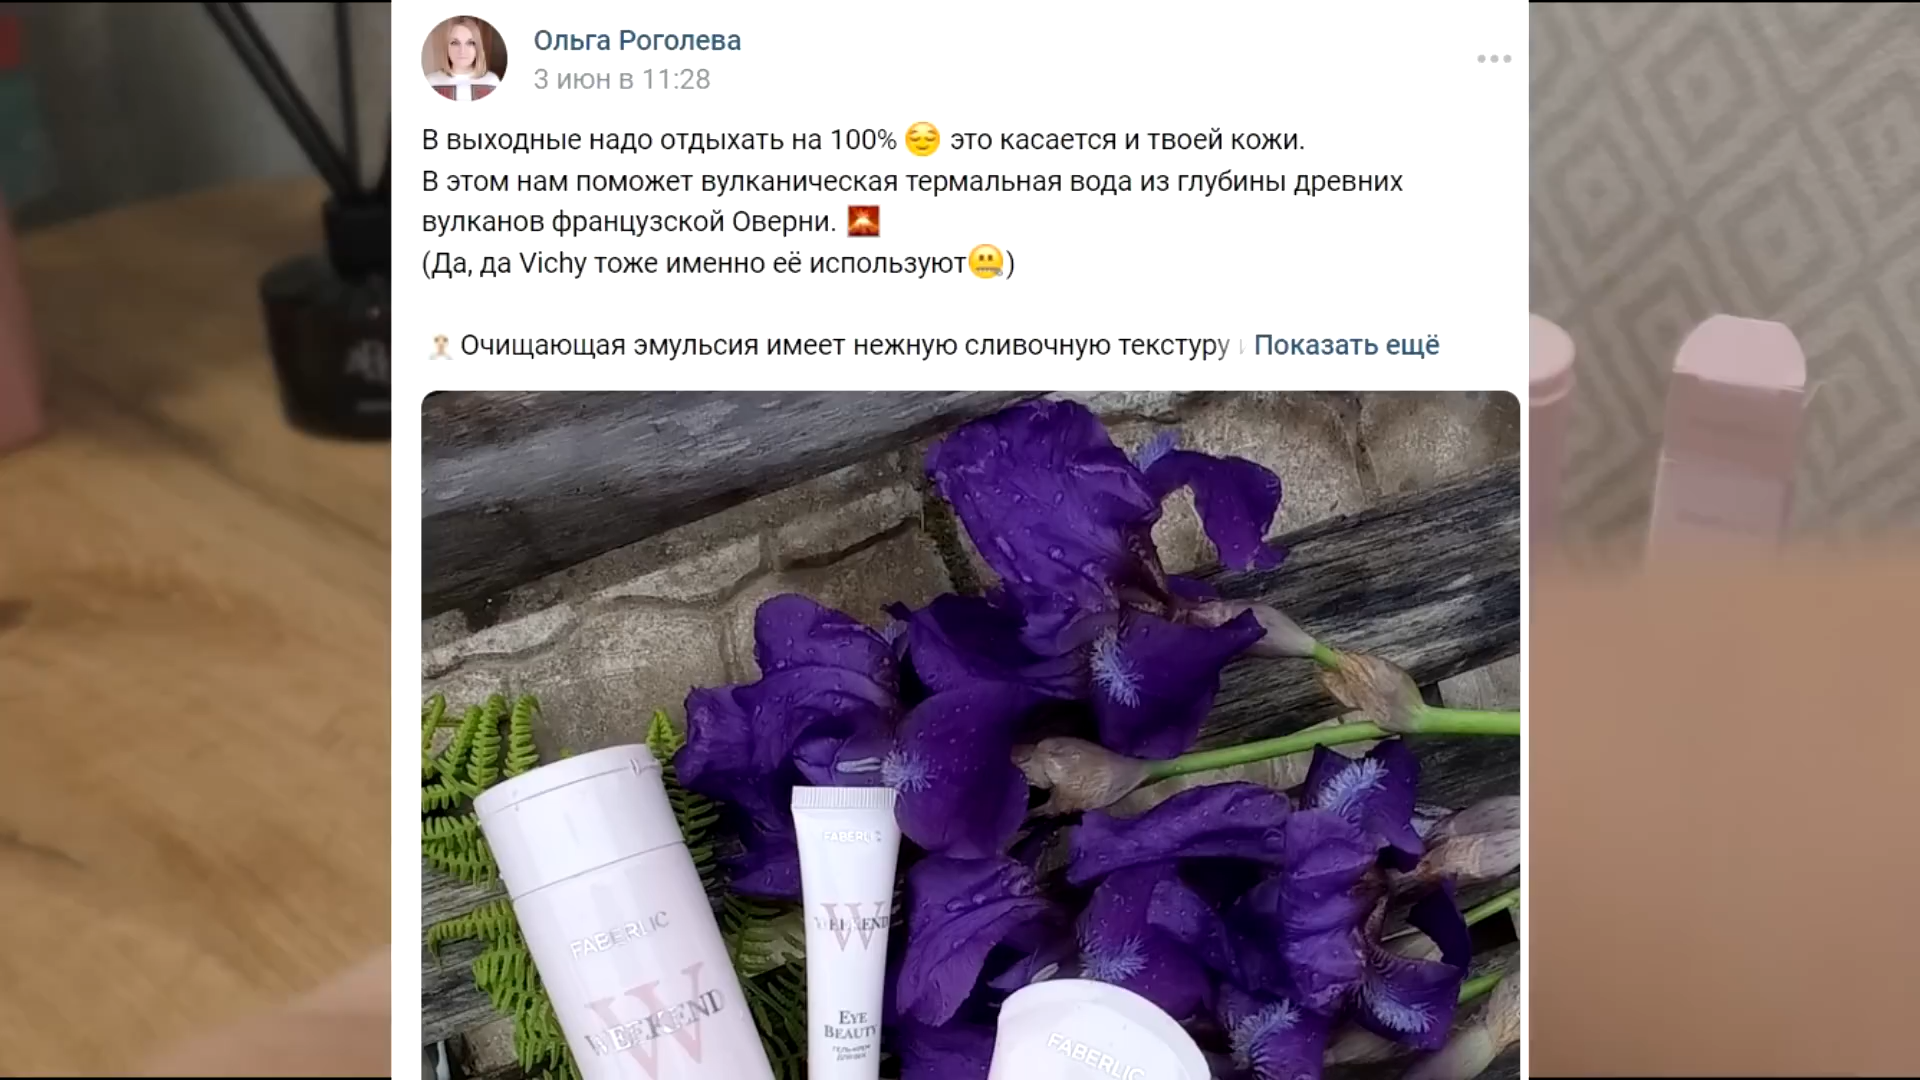 Ольга Роголева
3 июн в 11:28
В выходные надо отдыхать на 100% 😌 это касается и твоей кожи.
В этом нам поможет вулканическая термальная вода из глубины древних
вулканов французской Оверни. 🌋
(Да, да Vichy тоже именно её используют🤐)
Очищающая эмульсия имеет нежную сливочную текстуру Показать ещё
FABERLIC
WEEKEND
FABERLIC
W
WEEKEND
EYE
BEAUTY
FABERLIC
W